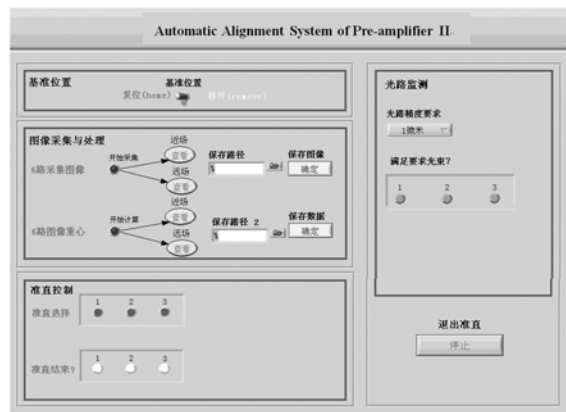 Automatic Alignment System of Pre-amplifier II
基准位置
基准位置
复位(home)
移开(remove)
图像采集与处理
6路采集图像
开始采集
近场
查看
远场
查看
保存路径
保存图像
确定
6路图像重心
开始计算
近场
查看
远场
查看
保存路径 2
保存数据
确定
准直控制
准直选择
1 2 3
准直结束?
1 2 3
光路监测
光路精度要求
1微米
满足要求光束?
1 2 3
退出准直
停止